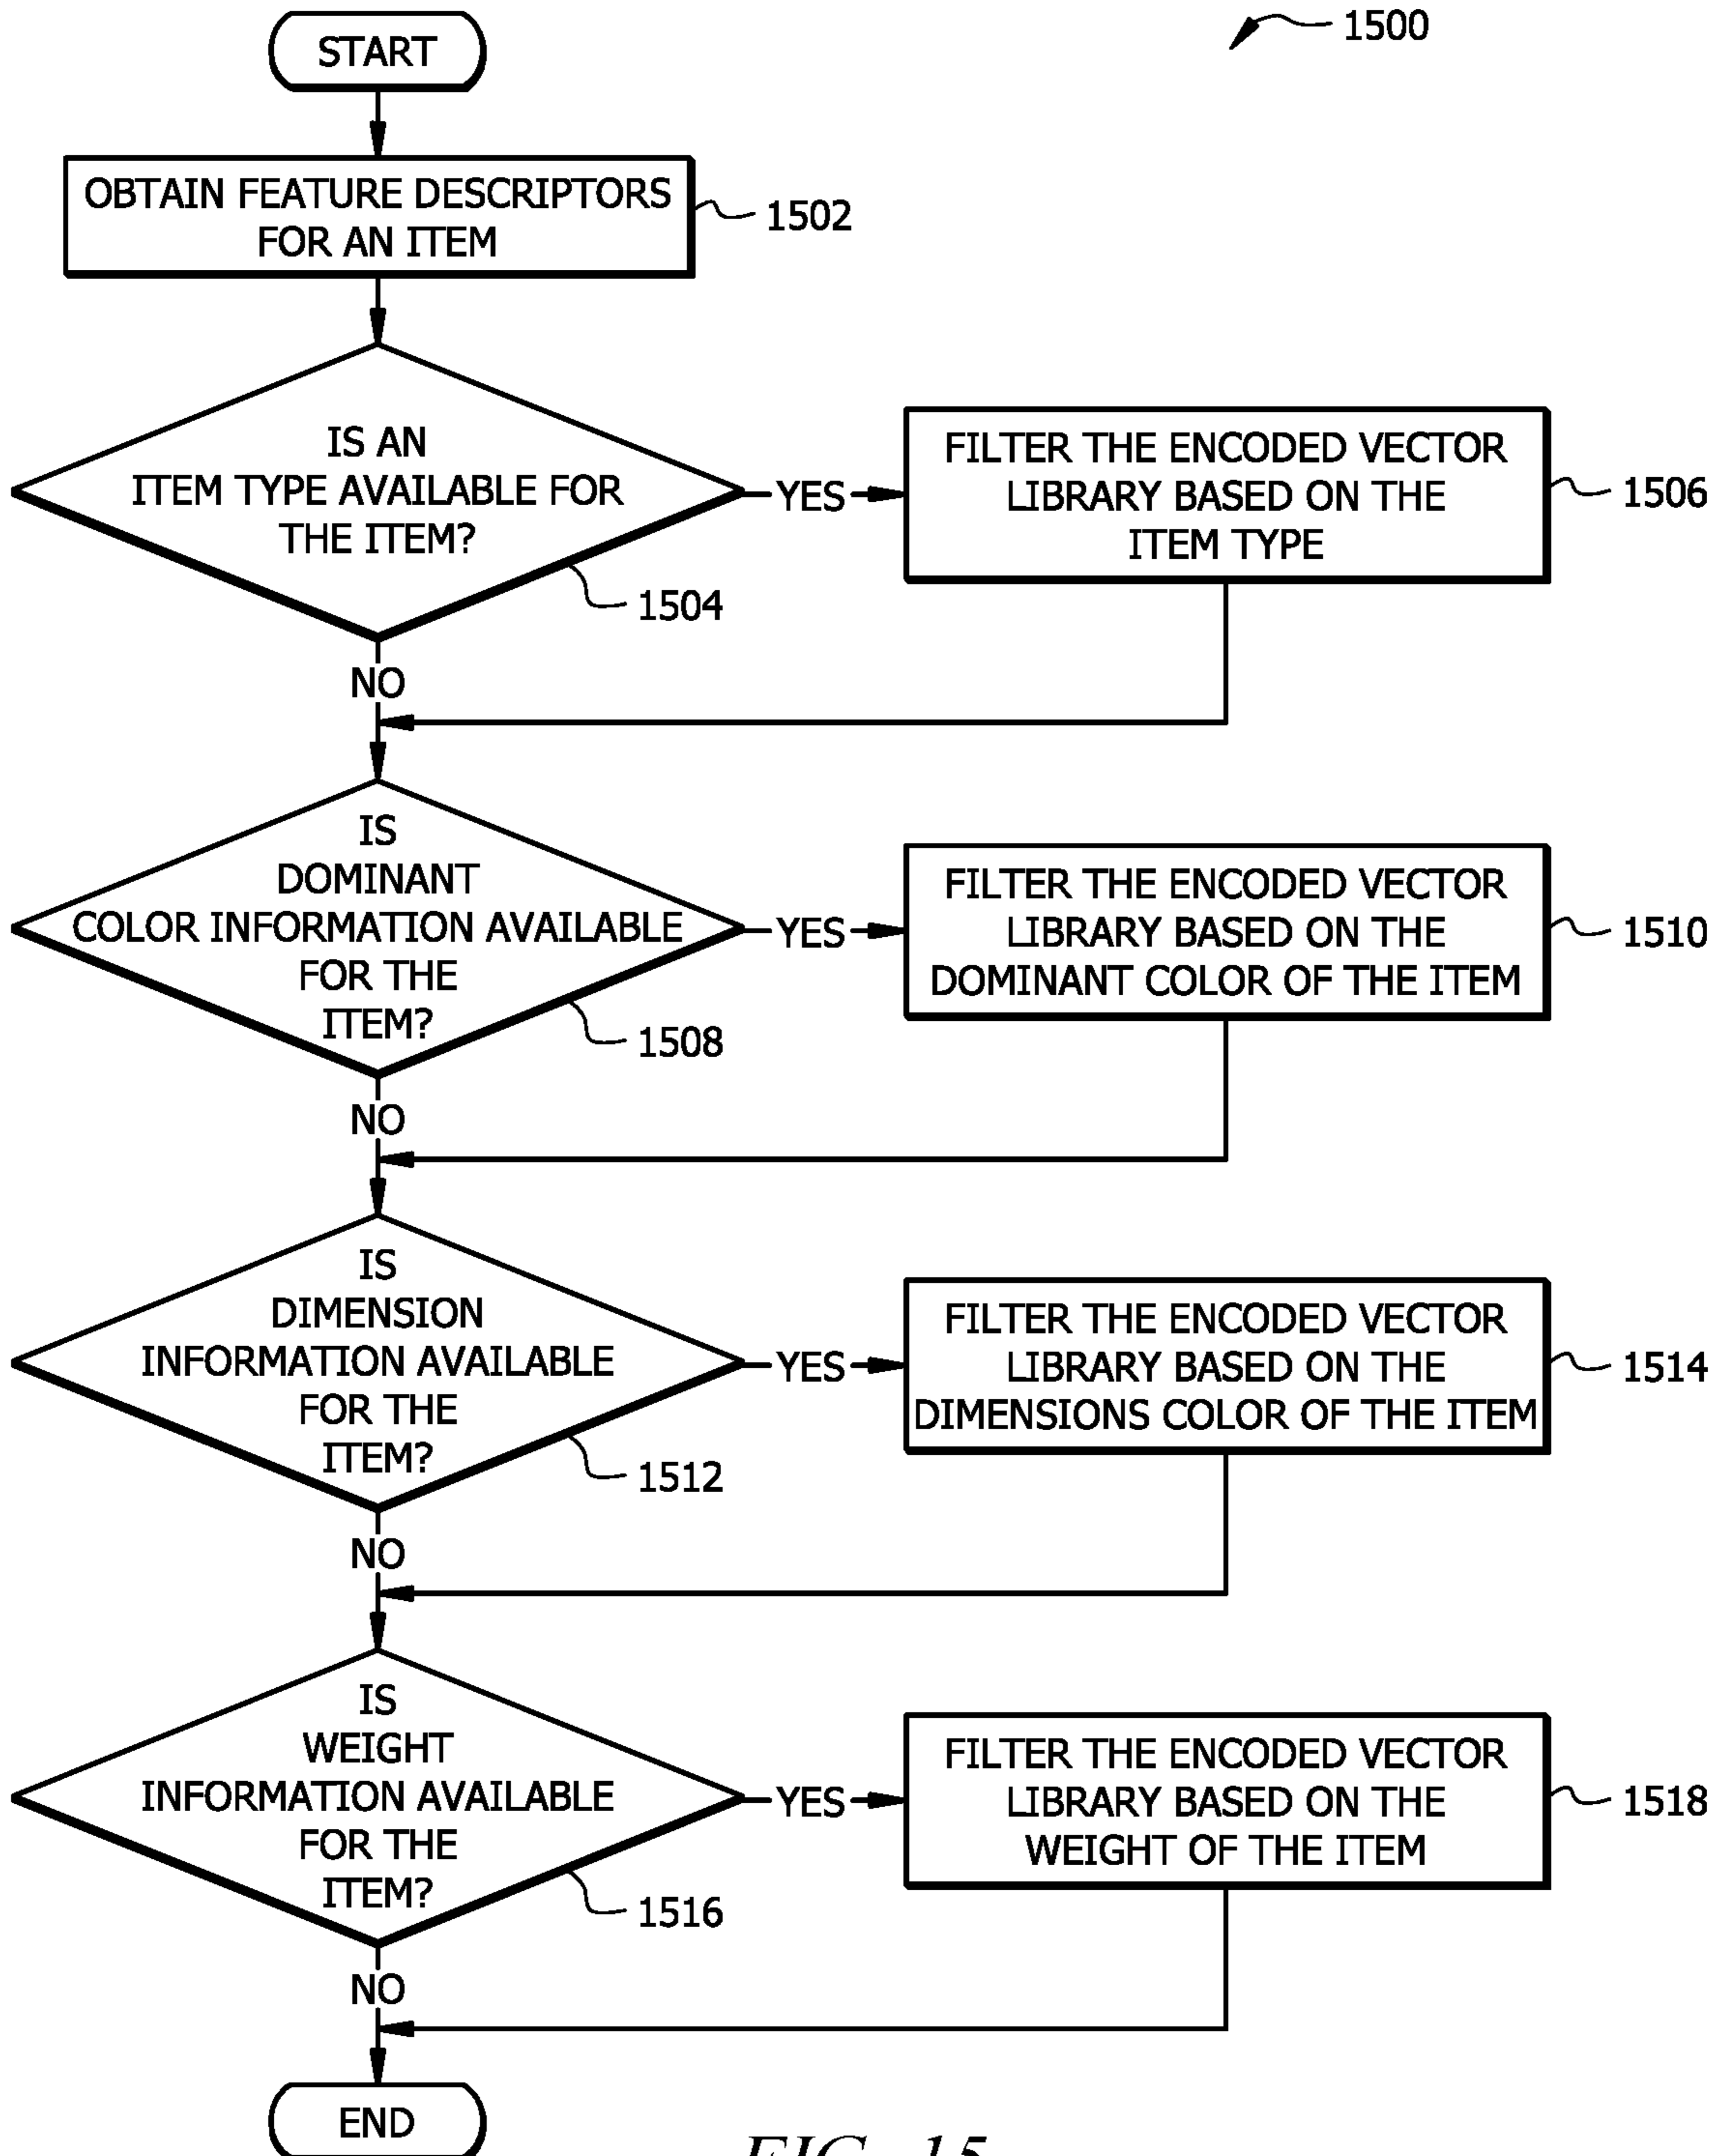 START
1500
OBTAIN FEATURE DESCRIPTORS
FOR AN ITEM
1502
IS AN
ITEM TYPE AVAILABLE FOR
THE ITEM?
1504
YES
FILTER THE ENCODED VECTOR
LIBRARY BASED ON THE
ITEM TYPE
1506
NO
IS
DOMINANT
COLOR INFORMATION AVAILABLE
FOR THE
ITEM?
1508
YES
FILTER THE ENCODED VECTOR
LIBRARY BASED ON THE
DOMINANT COLOR OF THE ITEM
1510
NO
IS
DIMENSION
INFORMATION AVAILABLE
FOR THE
ITEM?
1512
YES
FILTER THE ENCODED VECTOR
LIBRARY BASED ON THE
DIMENSIONS COLOR OF THE ITEM
1514
NO
IS
WEIGHT
INFORMATION AVAILABLE
FOR THE
ITEM?
1516
YES
FILTER THE ENCODED VECTOR
LIBRARY BASED ON THE
WEIGHT OF THE ITEM
1518
NO
END
FIG. 15